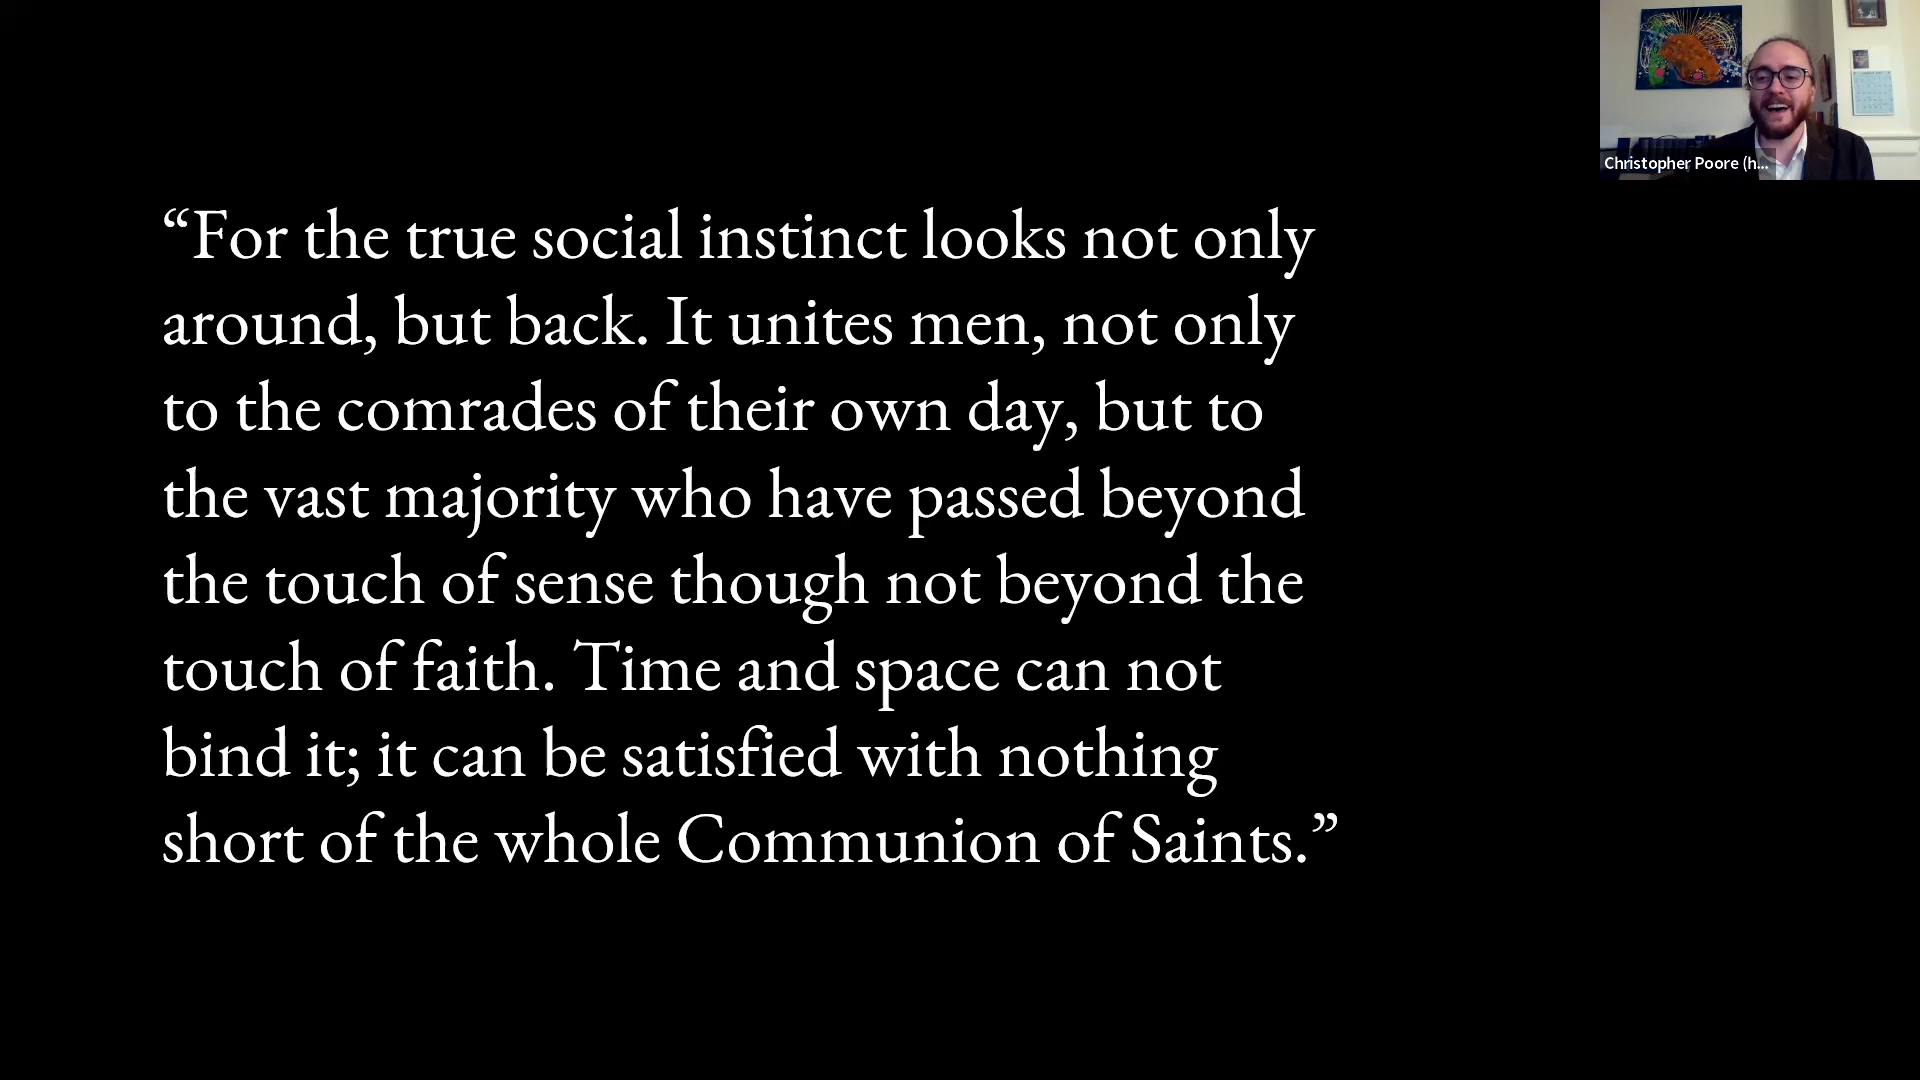 “For the true social instinct looks not only
around, but back. It unites men, not only
to the comrades of their own day, but to
the vast majority who have passed beyond
the touch of sense though not beyond the
touch of faith. Time and space can not
bind it; it can be satisfied with nothing
short of the whole Communion of Saints.”
Christopher Poore (h...